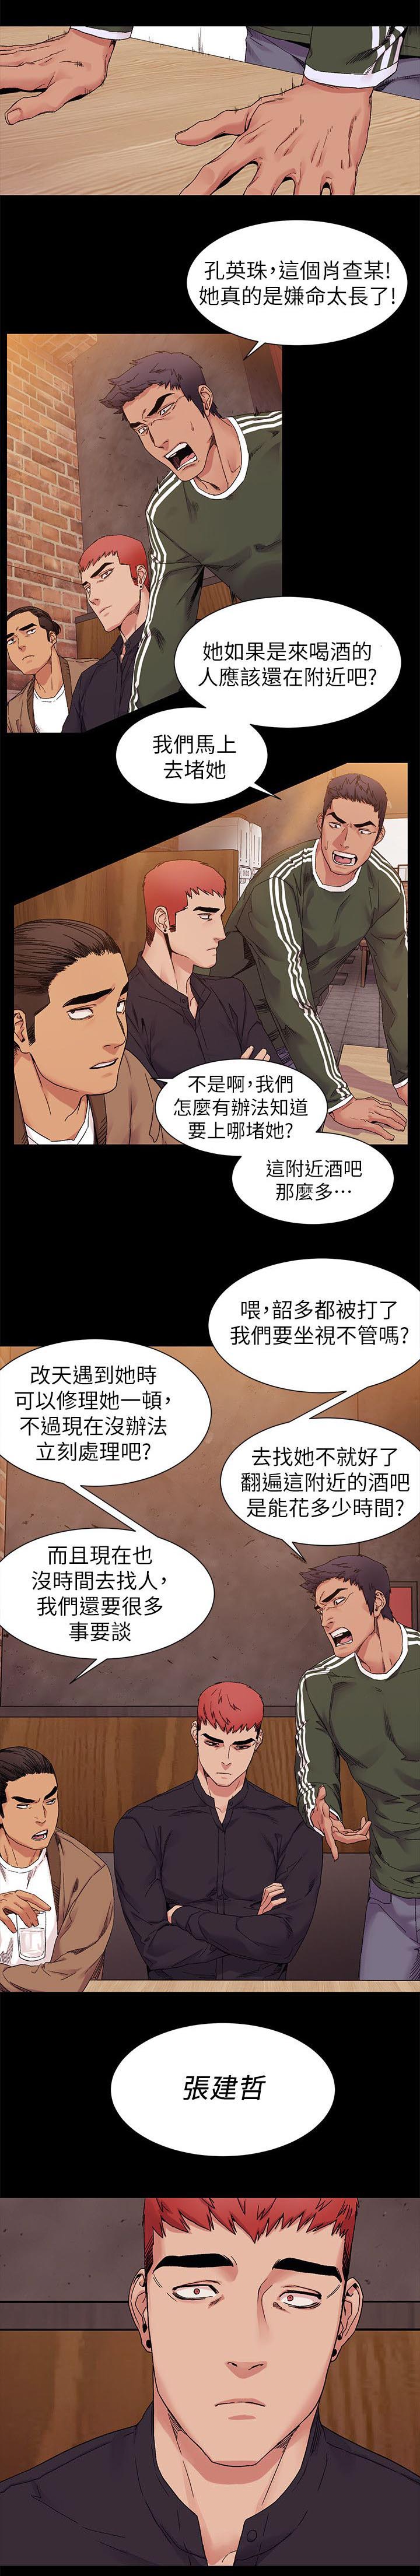 孔英珠，這個肖查某！
她真的是嫌命太長了！
她如果是來喝酒的
人應該還在附近吧？
我們馬上
去堵她
不是啊，我們
怎麼有辦法知道
要上哪堵她？
這附近酒吧
那麼多…
喂，韶多都被打了
我們要坐視不管嗎？
改天遇到她時
可以修理她一頓，
不過現在沒辦法
立刻處理吧？
去找她不就好了
翻遍這附近的酒吧
是能花多少時間？
而且現在也
沒時間去找人，
我們還要很多
事要談
張建哲